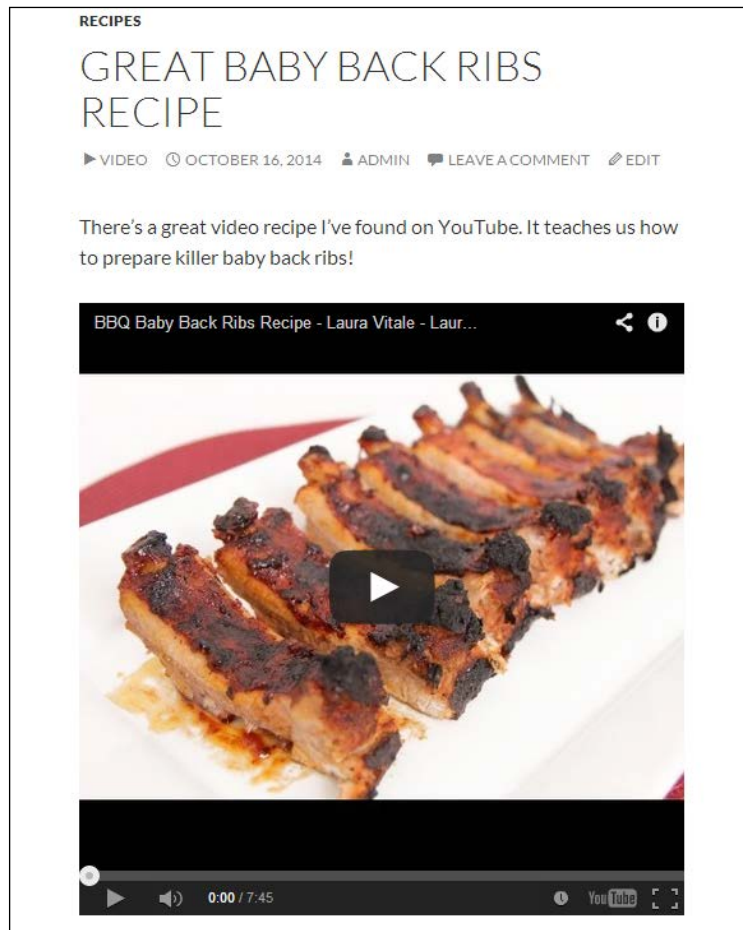 RECIPES
GREAT BABY BACK RIBS
RECIPE
VIDEO OCTOBER 16, 2014 ADMIN LEAVE A COMMENT EDIT
There’s a great video recipe I’ve found on YouTube. It teaches us how
to prepare killer baby back ribs!
BBQ Baby Back Ribs Recipe - Laura Vitale - Laur...
0:00 / 7:45 YouTube